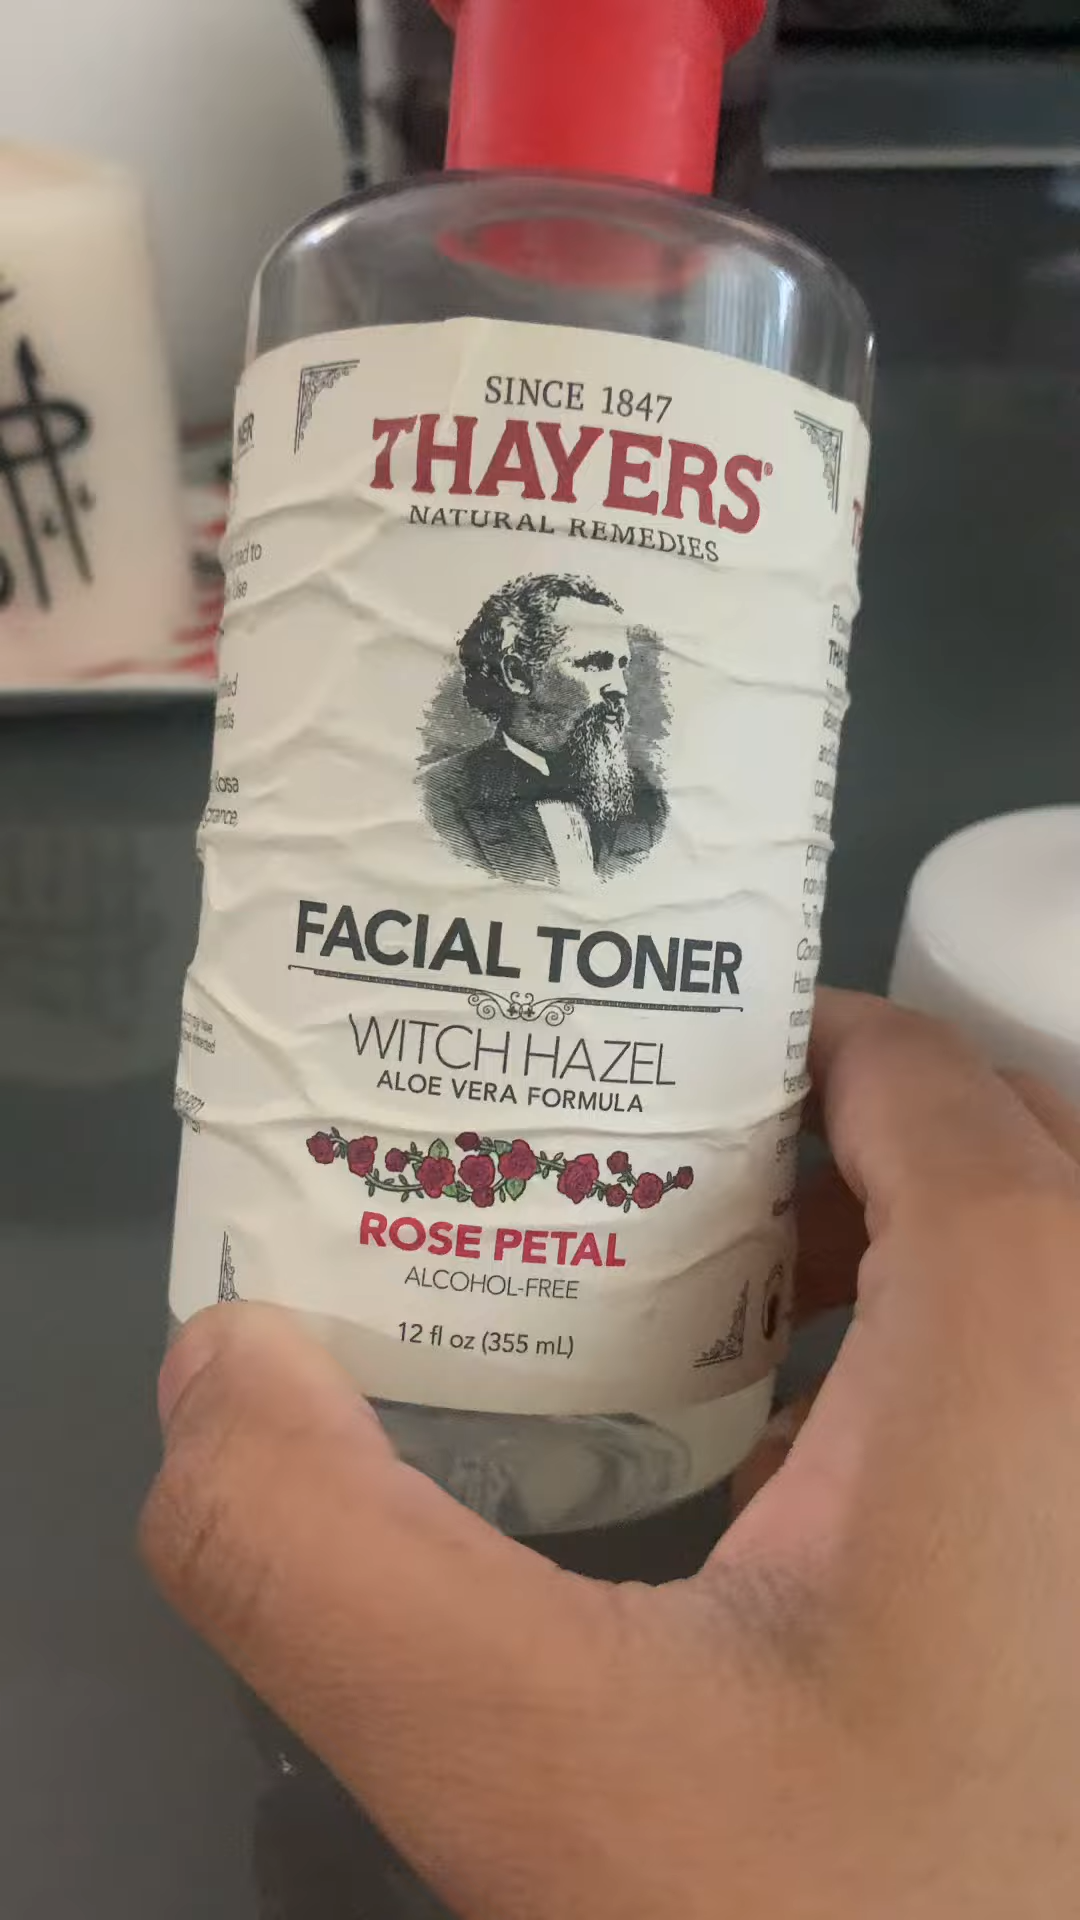 SINCE 1847
THAYERS®
NATURAL REMEDIES
FACIAL TONER
WITCH HAZEL
ALOE VERA FORMULA
ROSE PETAL
ALCOHOL-FREE
12 fl oz (355 mL)